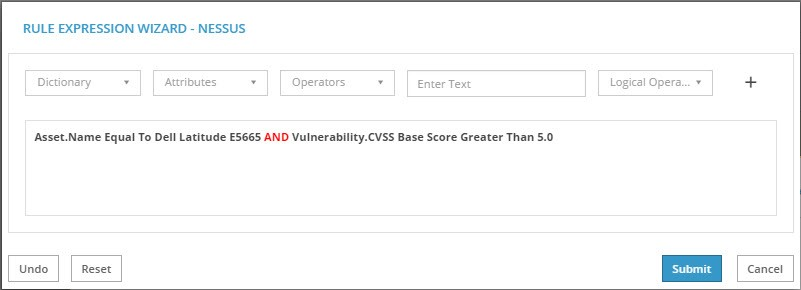 RULE EXPRESSION WIZARD - NESSUS
Dictionary Attributes Operators Enter Text Logical Opera... +
Asset.Name Equal To Dell Latitude E5665 AND Vulnerability.CVSS Base Score Greater Than 5.0
Undo Reset Submit Cancel